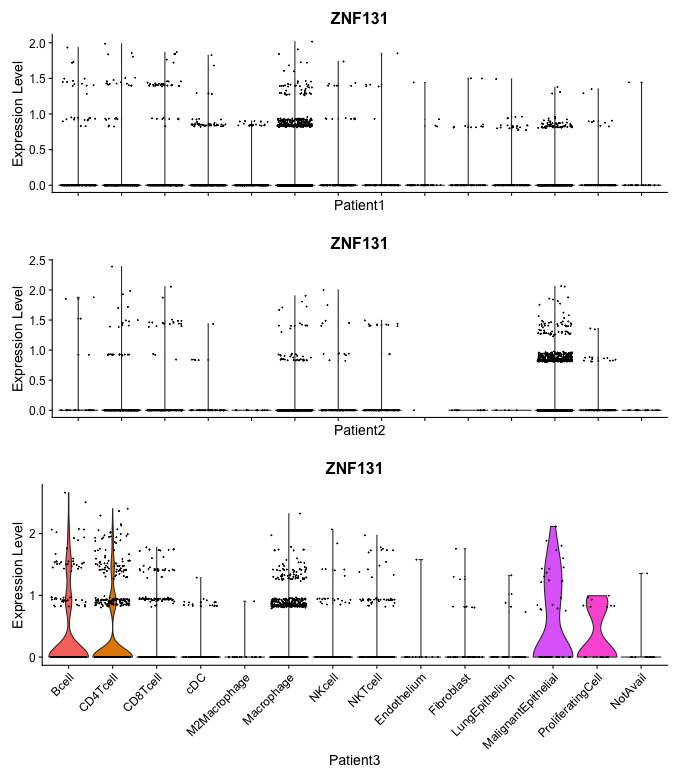 ZNF131
Expression Level
2.0
1.5
1.0
0.5
0.0
Patient1
ZNF131
Expression Level
2.5
2.0
1.5
1.0
0.5
0.0
Patient2
ZNF131
Expression Level
2
1
0
Bcell
CD4Tcell
CD8Tcell
cDC
M2Macrophage
Macrophage
NKcell
NKTcell
Endothelium
Fibroblast
LungEpithelium
MalignantEpithelial
ProliferatingCell
NotAvail
Patient3